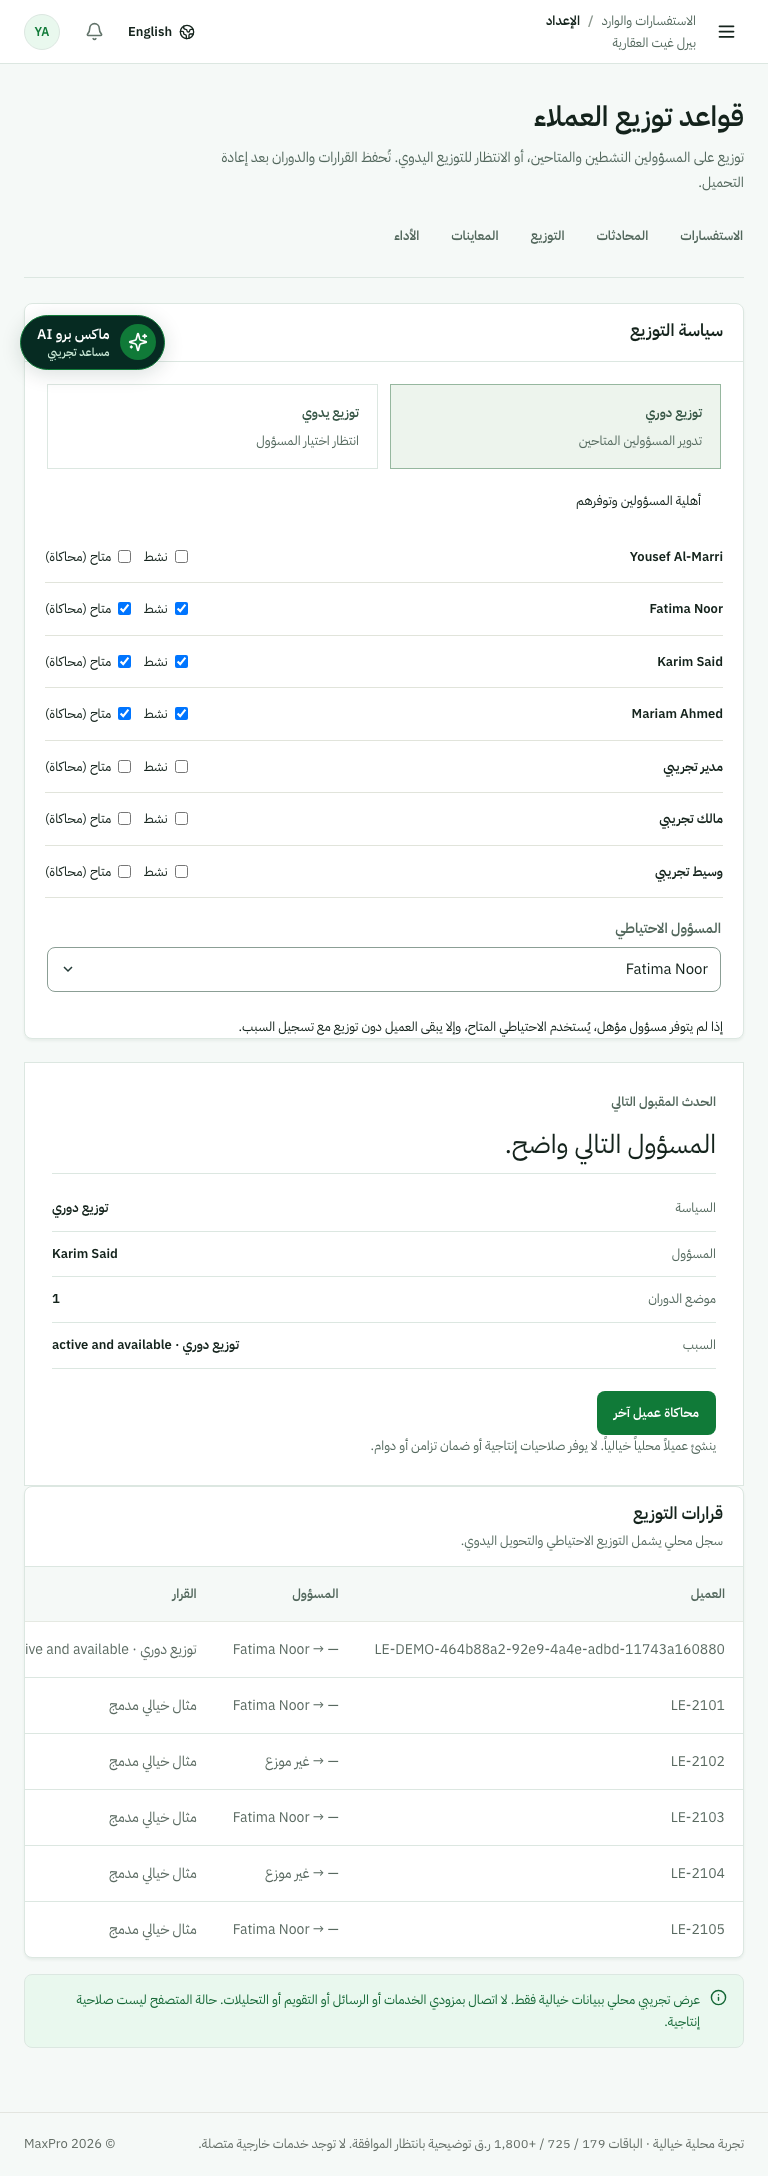 الاستفسارات والوارد / الإعداد
بيرل غيت العقارية
English
YA
قواعد توزيع العملاء
توزيع على المسؤولين النشطين والمتاحين، أو الانتظار للتوزيع اليدوي. تُحفظ القرارات والدوران بعد إعادة
التحميل.
الاستفسارات
المحادثات
التوزيع
المعاينات
الأداء
سياسة التوزيع
ماكس برو AI
مساعد تجريبي
توزيع دوري
تدوير المسؤولين المتاحين
توزيع يدوي
انتظار اختيار المسؤول
أهلية المسؤولين وتوفرهم
Yousef Al-Marri نشط متاح (محاكاة)
Fatima Noor نشط متاح (محاكاة)
Karim Said نشط متاح (محاكاة)
Mariam Ahmed نشط متاح (محاكاة)
مدير تجريبي نشط متاح (محاكاة)
مالك تجريبي نشط متاح (محاكاة)
وسيط تجريبي نشط متاح (محاكاة)
المسؤول الاحتياطي
Fatima Noor
إذا لم يتوفر مسؤول مؤهل، يُستخدم الاحتياطي المتاح، وإلا يبقى العميل دون توزيع مع تسجيل السبب.
الحدث المقبول التالي
المسؤول التالي واضح.
السياسة توزيع دوري
المسؤول Karim Said
موضع الدوران 1
السبب توزيع دوري · active and available
محاكاة عميل آخر
ينشئ عميلاً محلياً خيالياً. لا يوفر صلاحيات إنتاجية أو ضمان تزامن أو دوام.
قرارات التوزيع
سجل محلي يشمل التوزيع الاحتياطي والتحويل اليدوي.
العميل المسؤول القرار
LE-DEMO-464b88a2-92e9-4a4e-adbd-11743a160880 — → Fatima Noor توزيع دوري · ive and available
LE-2101 — → Fatima Noor مثال خيالي مدمج
LE-2102 — → غير موزع مثال خيالي مدمج
LE-2103 — → Fatima Noor مثال خيالي مدمج
LE-2104 — → غير موزع مثال خيالي مدمج
LE-2105 — → Fatima Noor مثال خيالي مدمج
عرض تجريبي محلي ببيانات خيالية فقط. لا اتصال بمزودي الخدمات أو الرسائل أو التقويم أو التحليلات. حالة المتصفح ليست صلاحية
إنتاجية.
تجربة محلية خيالية · الباقات 179 / 725 / +1,800 ر.ق توضيحية بانتظار الموافقة. لا توجد خدمات خارجية متصلة.
© 2026 MaxPro